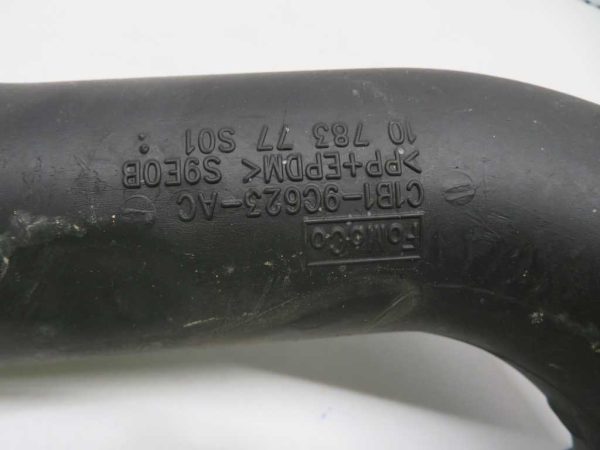 FoMoCo
C1B1-9C623-AC
>PP+EPDM< S9E0B
10 783 77 S01 :